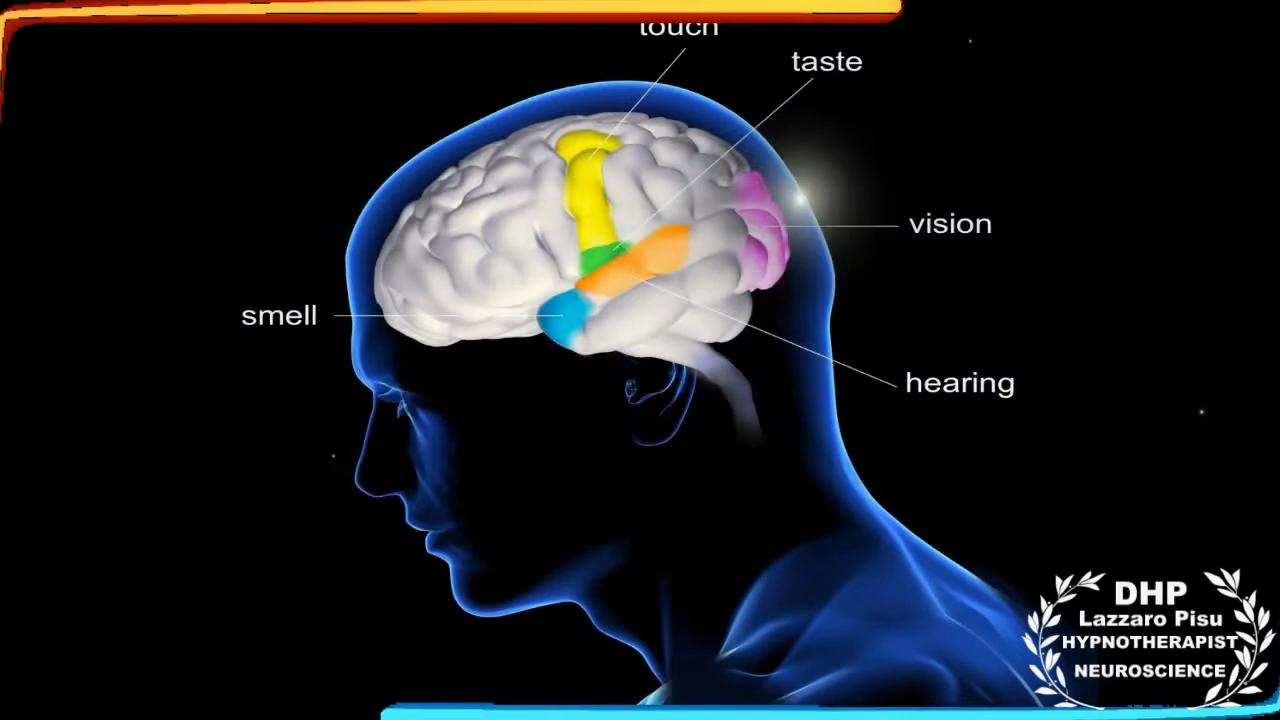 touch
taste
vision
smell
hearing
DHP
Lazzaro Pisu
HYPNOTHERAPIST
NEUROSCIENCE